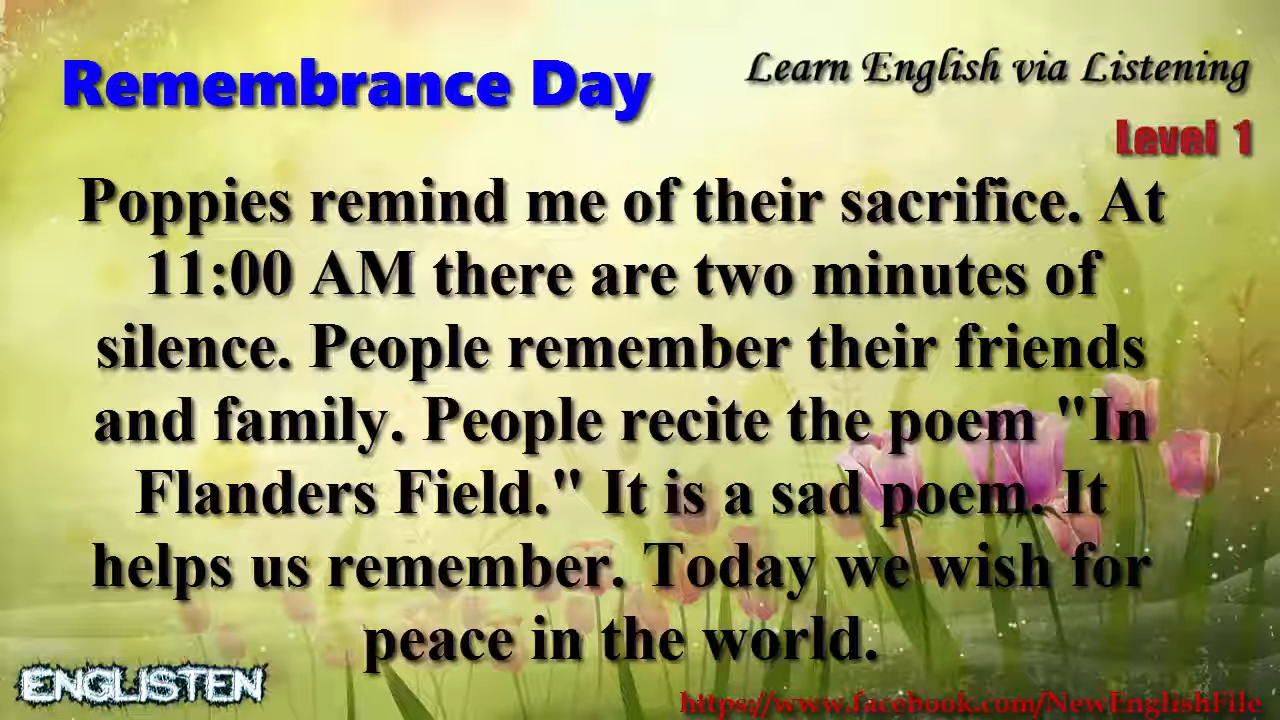 Remembrance Day
Learn English via Listening
Level 1
Poppies remind me of their sacrifice. At
11:00 AM there are two minutes of
silence. People remember their friends
and family. People recite the poem "In
Flanders Field." It is a sad poem. It
helps us remember. Today we wish for
peace in the world.
ENGLISTEN
https://www.facebook.com/NewEnglishFile